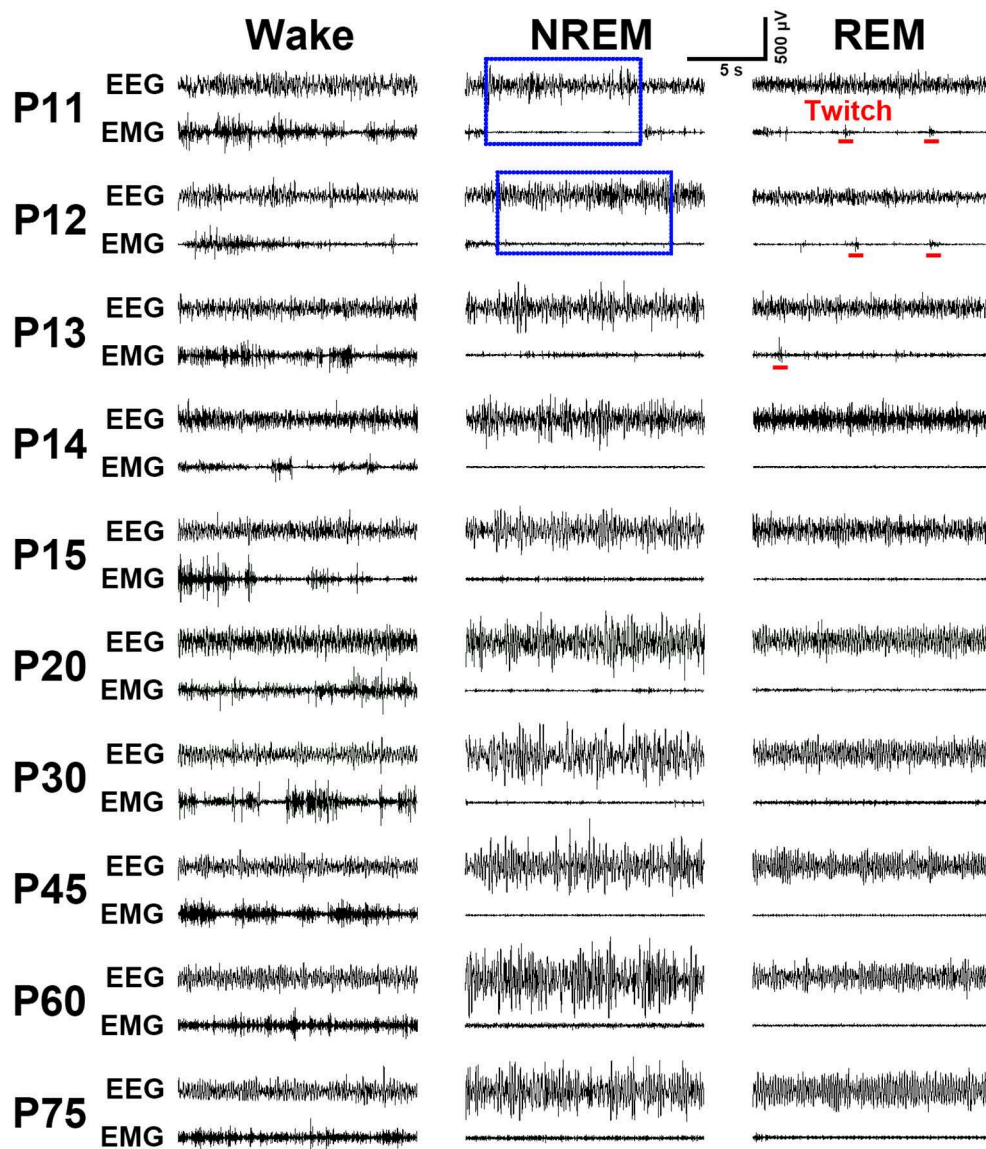 Wake NREM REM
5 s
500 µV
P11
EEG
EMG
Twitch
P12
EEG
EMG
P13
EEG
EMG
P14
EEG
EMG
P15
EEG
EMG
P20
EEG
EMG
P30
EEG
EMG
P45
EEG
EMG
P60
EEG
EMG
P75
EEG
EMG